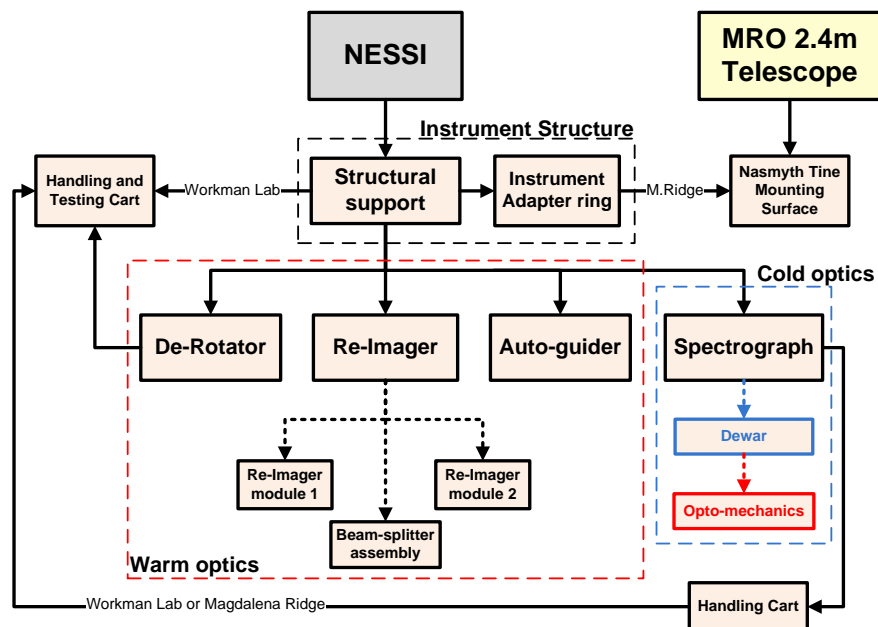 NESSI
MRO 2.4m
Telescope
Instrument Structure
Handling and
Testing Cart
Workman Lab
Structural
support
Instrument
Adapter ring
M.Ridge
Nasmyth Tine
Mounting
Surface
Cold optics
De-Rotator
Re-Imager
Auto-guider
Spectrograph
Dewar
Re-Imager
module 1
Re-Imager
module 2
Opto-mechanics
Beam-splitter
assembly
Warm optics
Workman Lab or Magdalena Ridge
Handling Cart